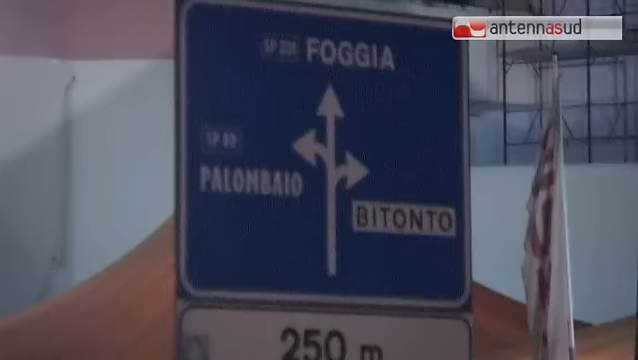 antennasud
SP 231 FOGGIA
SP 89
PALOMBAIO
BITONTO
250 m